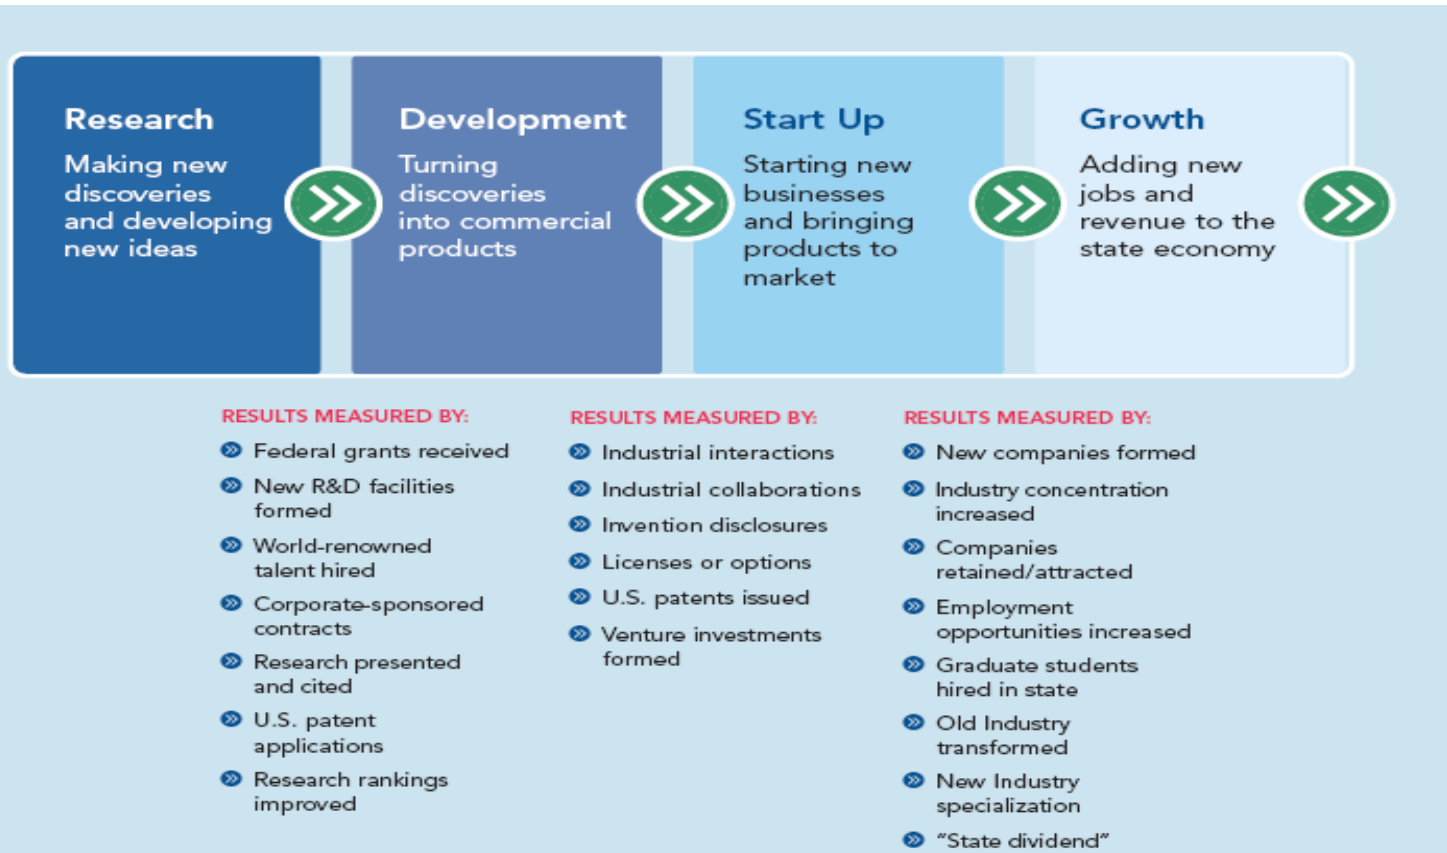 Research
Making new
discoveries
and developing
new ideas
Development
Turning
discoveries
into commercial
products
Start Up
Starting new
businesses
and bringing
products to
market
Growth
Adding new
jobs and
revenue to the
state economy
RESULTS MEASURED BY:
Federal grants received
New R&D facilities
formed
World-renowned
talent hired
Corporate-sponsored
contracts
Research presented
and cited
U.S. patent
applications
Research rankings
improved
RESULTS MEASURED BY:
Industrial interactions
Industrial collaborations
Invention disclosures
Licenses or options
U.S. patents issued
Venture investments
formed
RESULTS MEASURED BY:
New companies formed
Industry concentration
increased
Companies
retained/attracted
Employment
opportunities increased
Graduate students
hired in state
Old Industry
transformed
New Industry
specialization
"State dividend"